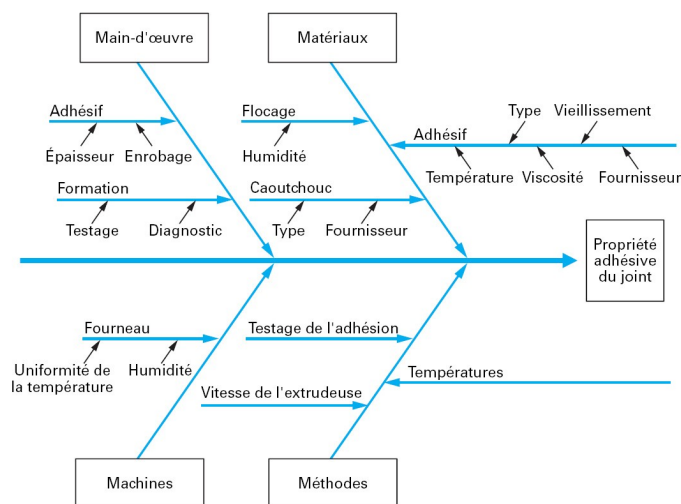 Main-d'œuvre
Matériaux
Adhésif
Épaisseur
Enrobage
Formation
Testage
Diagnostic
Flocage
Humidité
Type
Vieillissement
Adhésif
Température
Viscosité
Fournisseur
Caoutchouc
Type
Fournisseur
Propriété
adhésive
du joint
Fourneau
Uniformité de
la température
Humidité
Testage de l'adhésion
Températures
Vitesse de l'extrudeuse
Machines
Méthodes